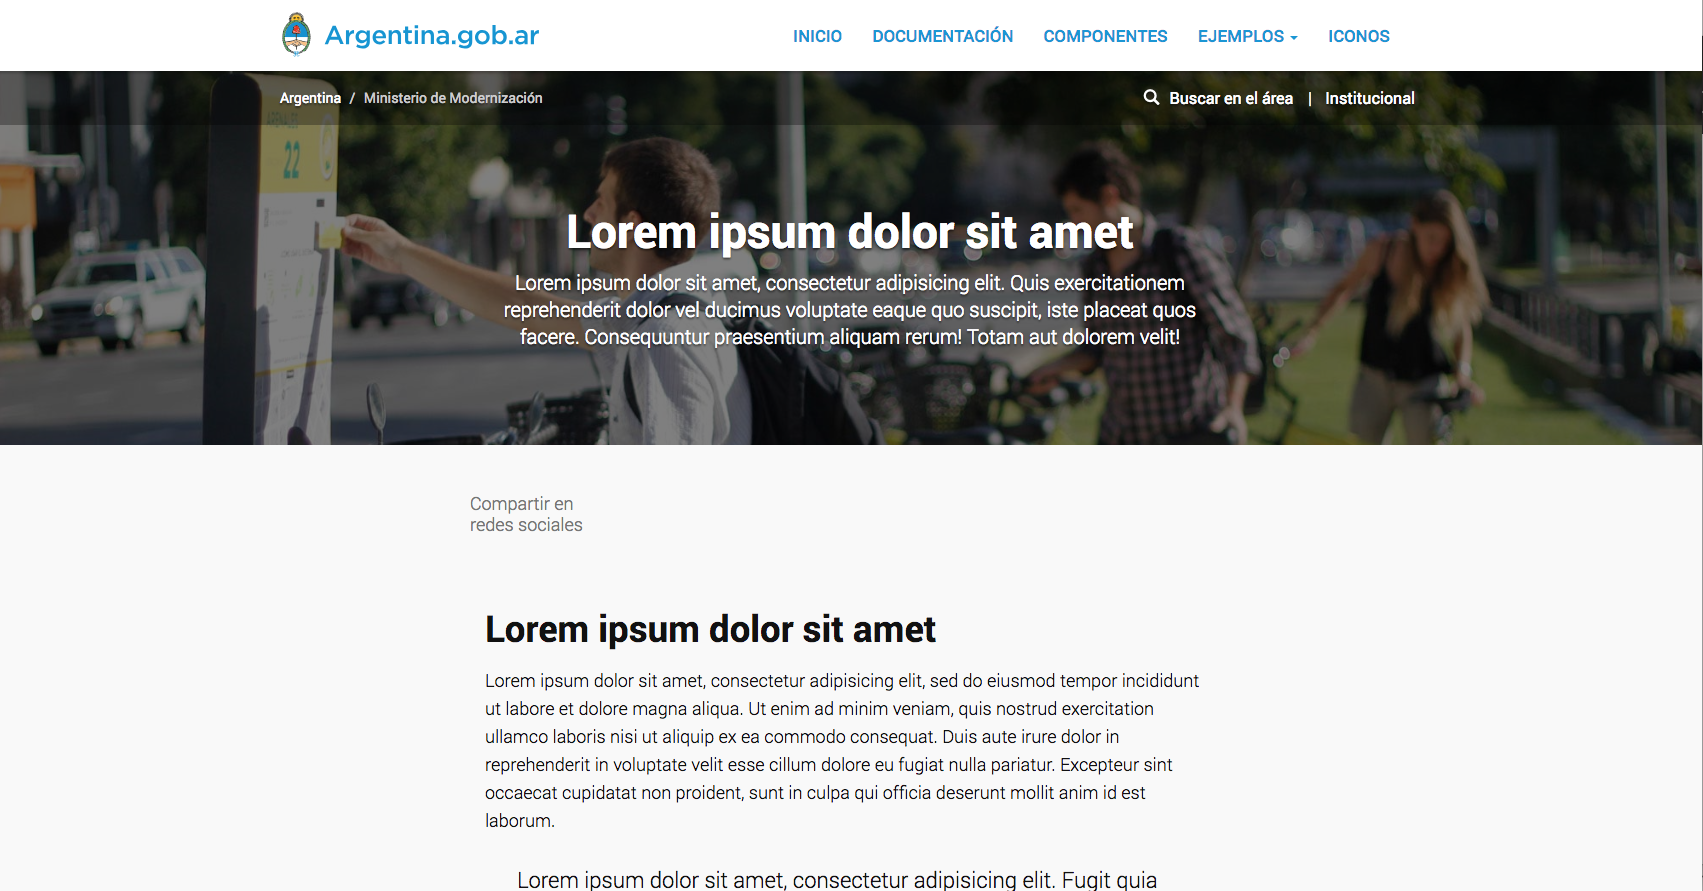 Argentina.gob.ar
INICIO DOCUMENTACIÓN COMPONENTES EJEMPLOS ICONOS
Argentina / Ministerio de Modernización
Buscar en el área | Institucional
22
Lorem ipsum dolor sit amet
Lorem ipsum dolor sit amet, consectetur adipisicing elit. Quis exercitationem
reprehenderit dolor vel ducimus voluptate eaque quo suscipit, iste placeat quos
facere. Consequuntur praesentium aliquam rerum! Totam aut dolorem velit!
Compartir en
redes sociales
Lorem ipsum dolor sit amet
Lorem ipsum dolor sit amet, consectetur adipisicing elit, sed do eiusmod tempor incididunt
ut labore et dolore magna aliqua. Ut enim ad minim veniam, quis nostrud exercitation
ullamco laboris nisi ut aliquip ex ea commodo consequat. Duis aute irure dolor in
reprehenderit in voluptate velit esse cillum dolore eu fugiat nulla pariatur. Excepteur sint
occaecat cupidatat non proident, sunt in culpa qui officia deserunt mollit anim id est
laborum.
Lorem ipsum dolor sit amet, consectetur adipisicing elit. Fugit quia